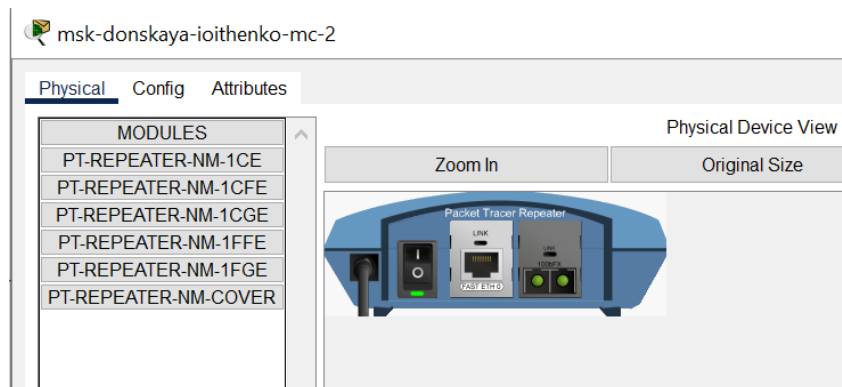 msk-donskaya-ioithenko-mc-2
Physical Config Attributes
MODULES
PT-REPEATER-NM-1CE
PT-REPEATER-NM-1CFE
PT-REPEATER-NM-1CGE
PT-REPEATER-NM-1FFE
PT-REPEATER-NM-1FGE
PT-REPEATER-NM-COVER
Physical Device View
Zoom In Original Size
Packet Tracer Repeater
LINK
LINK
100bFX
FAST ETH 0